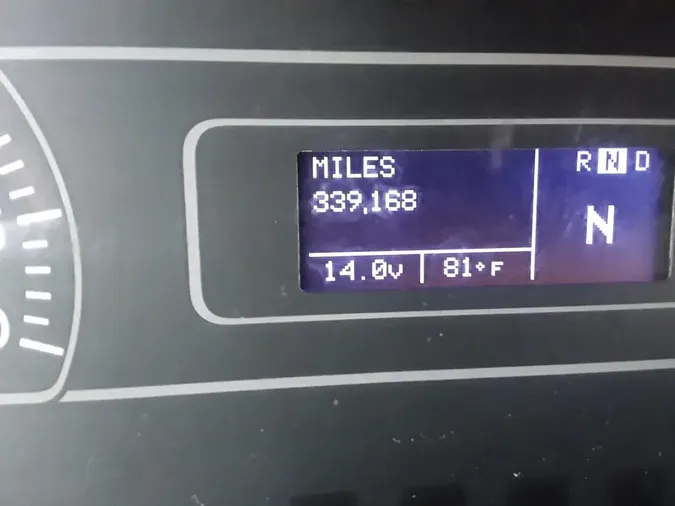 MILES
339,168
14.0v 81°F
R N D
N